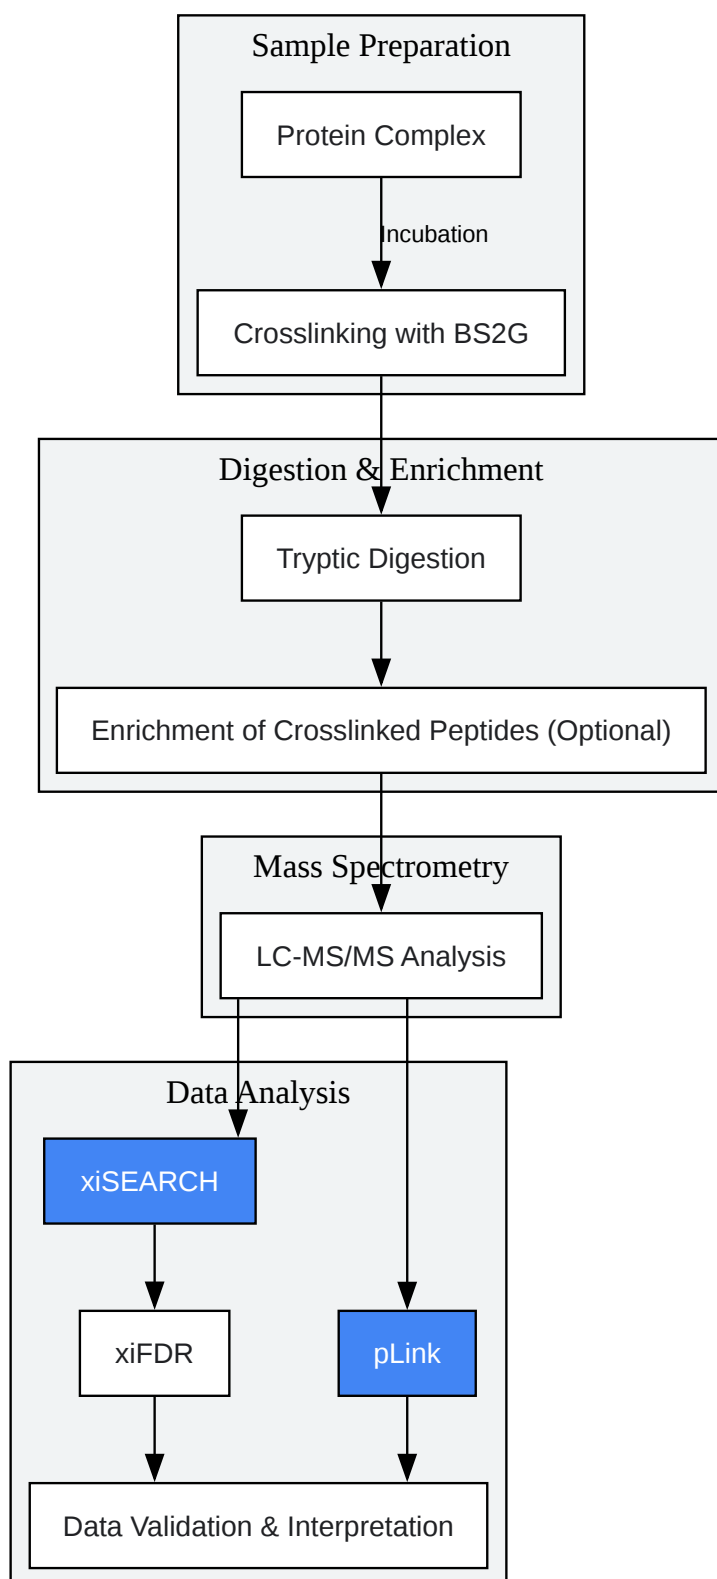 Sample Preparation
Protein Complex
Incubation
Crosslinking with BS2G
Digestion & Enrichment
Tryptic Digestion
Enrichment of Crosslinked Peptides (Optional)
Mass Spectrometry
LC-MS/MS Analysis
Data Analysis
xiSEARCH
xiFDR
pLink
Data Validation & Interpretation